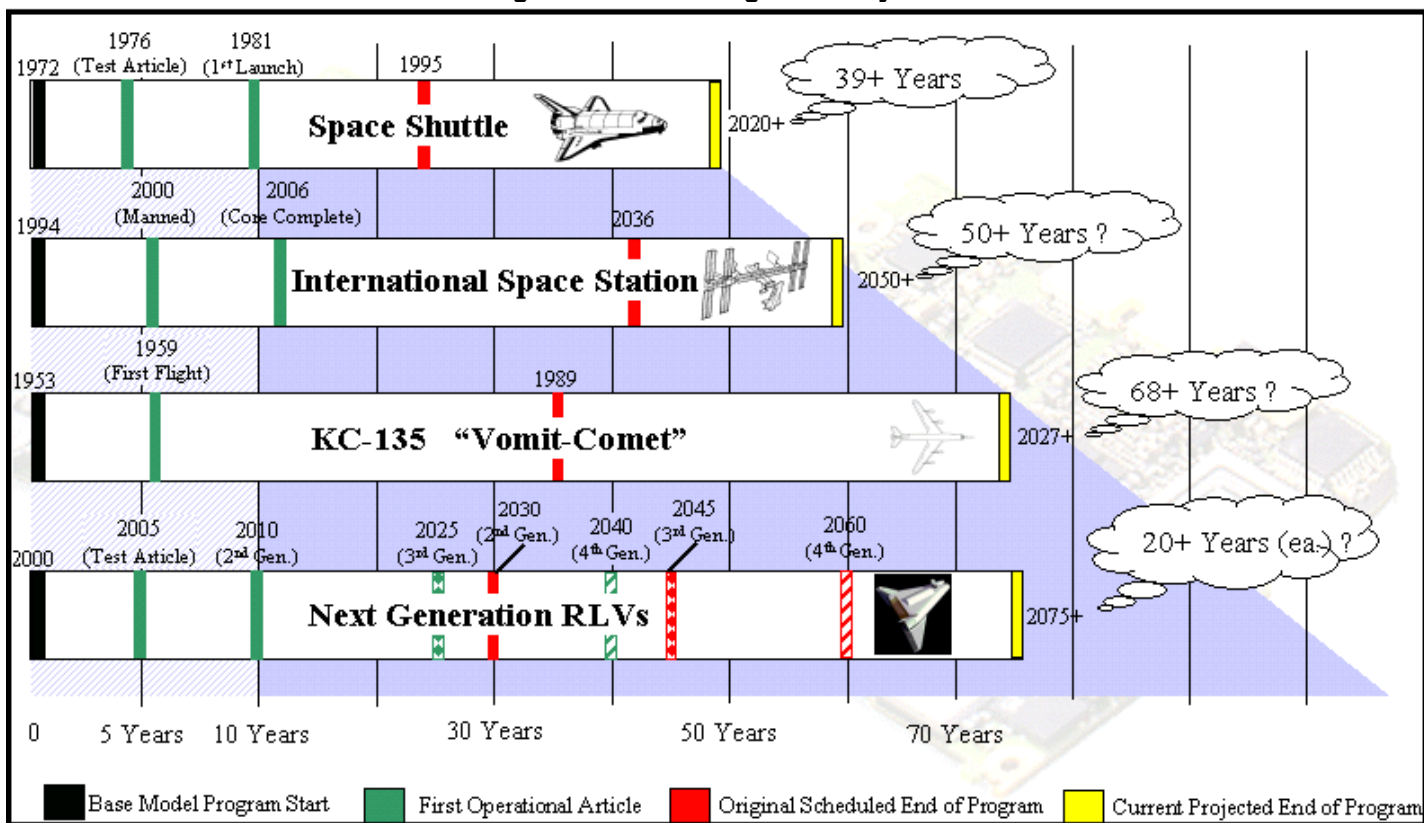 1976
(Test Article)
1981
(1st Launch)
1972
1995
39+ Years
Space Shuttle
2020+
2000
(Manned)
2006
(Core Complete)
1994
2036
50+ Years ?
International Space Station
2050+
1959
(First Flight)
1953
1989
68+ Years ?
KC-135 “Vomit-Comet”
2027+
2005
(Test Article)
2010
(2nd Gen.)
2025
(3rd Gen.)
2030
(2nd Gen.)
2040
(4th Gen.)
2045
(3rd Gen.)
2060
(4th Gen.)
20+ Years (ea.) ?
2000
Next Generation RLVs
2075+
0 5 Years 10 Years 30 Years 50 Years 70 Years
Base Model Program Start First Operational Article Original Scheduled End of Program Current Projected End of Program